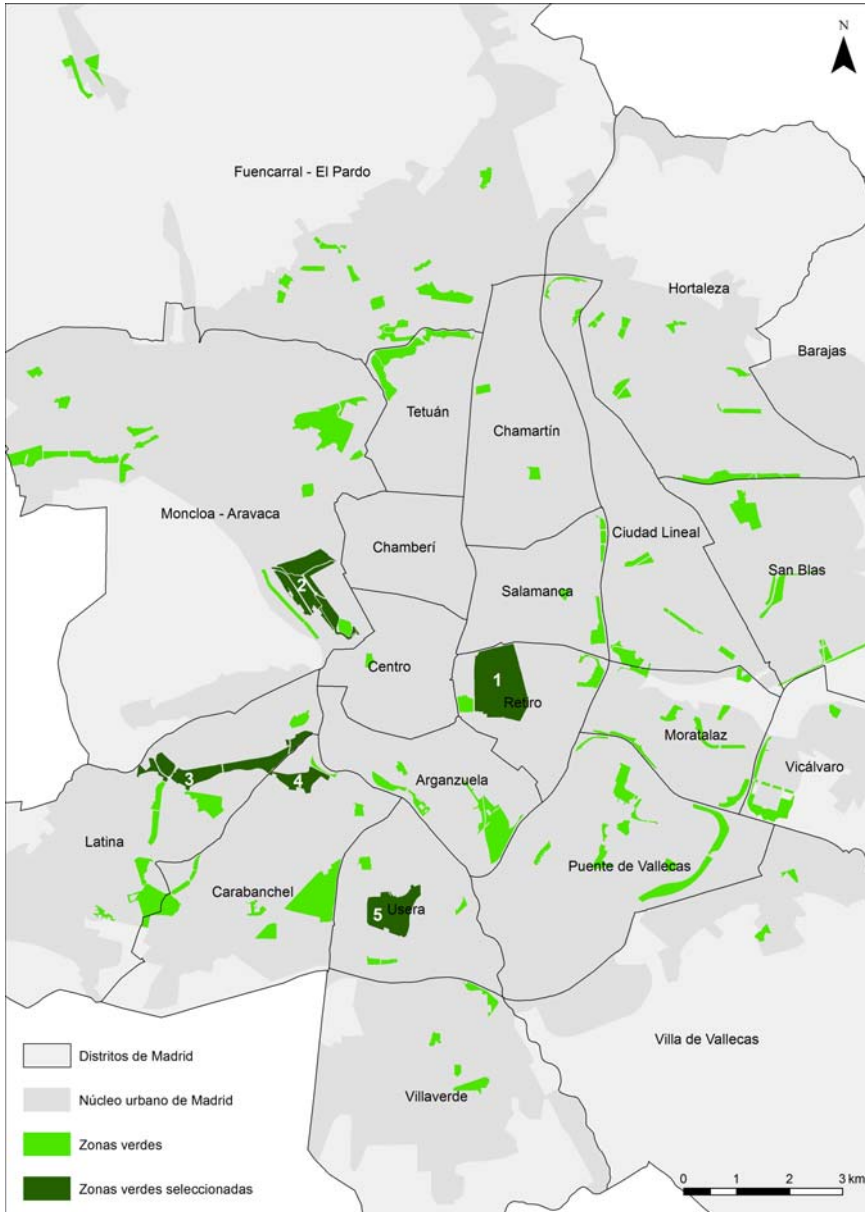 N
Fuencarral - El Pardo
Hortaleza
Barajas
Tetuán
Chamartín
Moncloa - Aravaca
Chamberí
Ciudad Lineal
San Blas
2
Salamanca
Centro
1
Retiro
Moratalaz
Vicálvaro
3
4
Arganzuela
Latina
Puente de Vallecas
Carabanchel
5
Usera
Villa de Vallecas
Villaverde
Distritos de Madrid
Núcleo urbano de Madrid
Zonas verdes
Zonas verdes seleccionadas
0 1 2 3 km